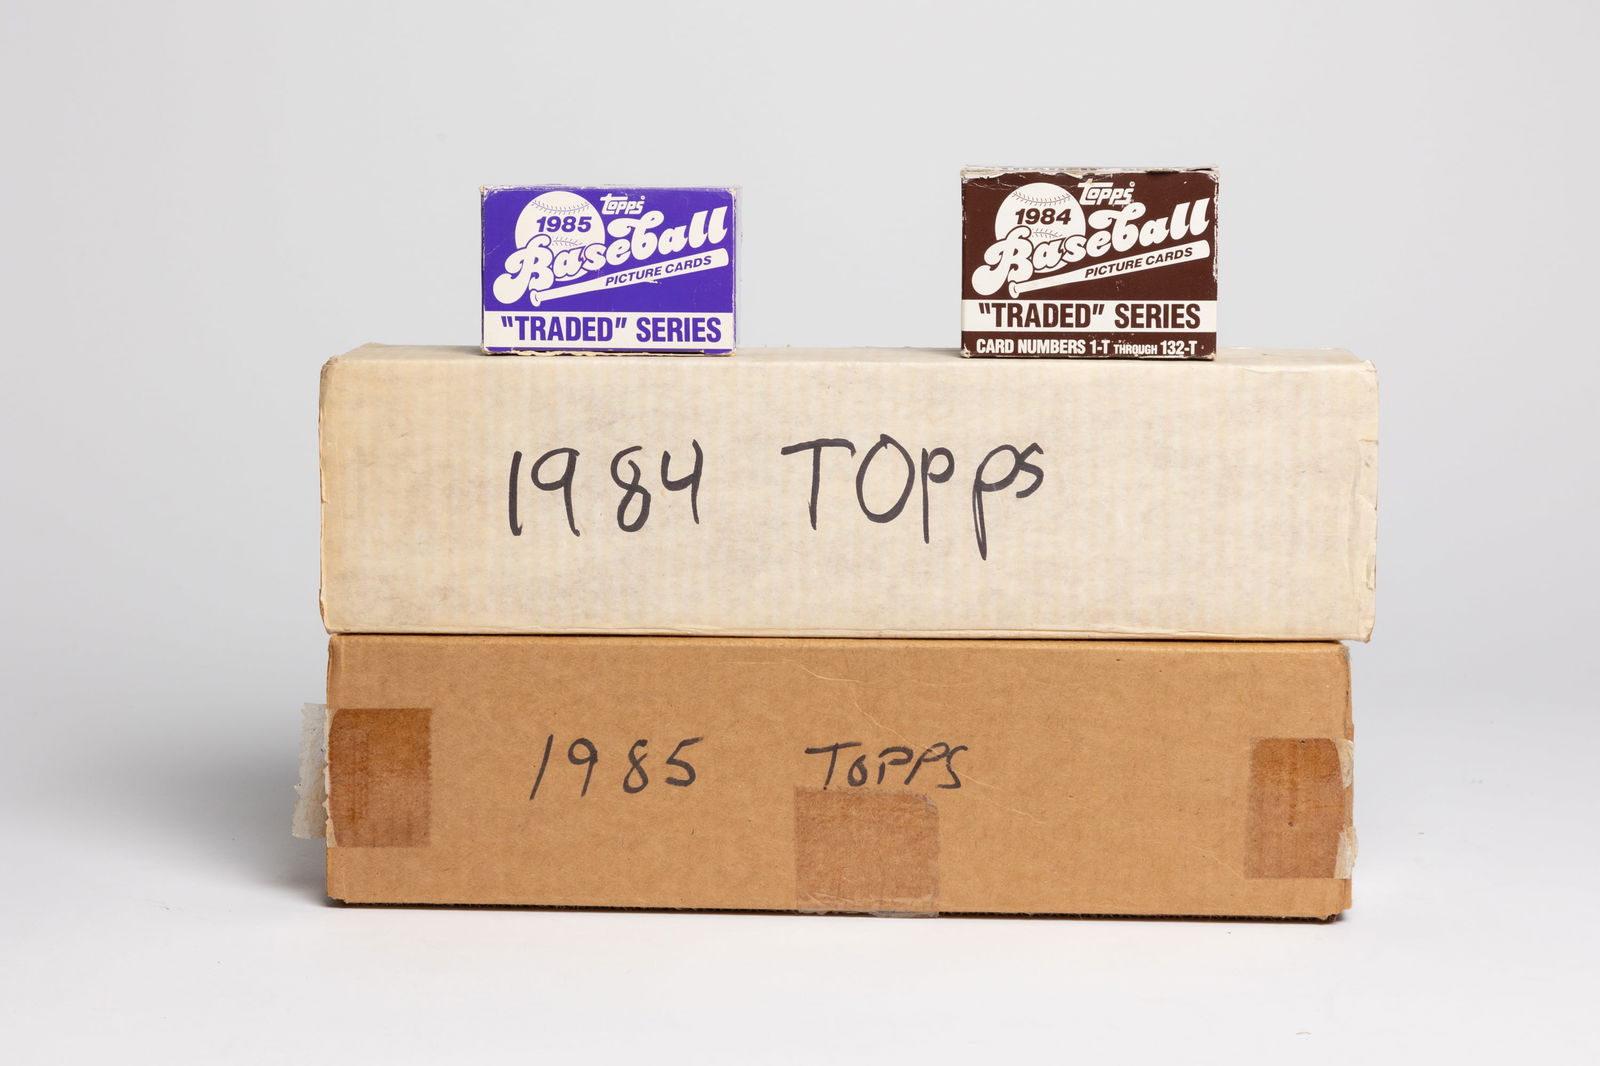 1985
Topps
Baseball
PICTURE CARDS
"TRADED" SERIES
1984
Topps
Baseball
PICTURE CARDS
"TRADED" SERIES
CARD NUMBERS 1-T THROUGH 132-T
1984 TOPPS
1985 TOPPS